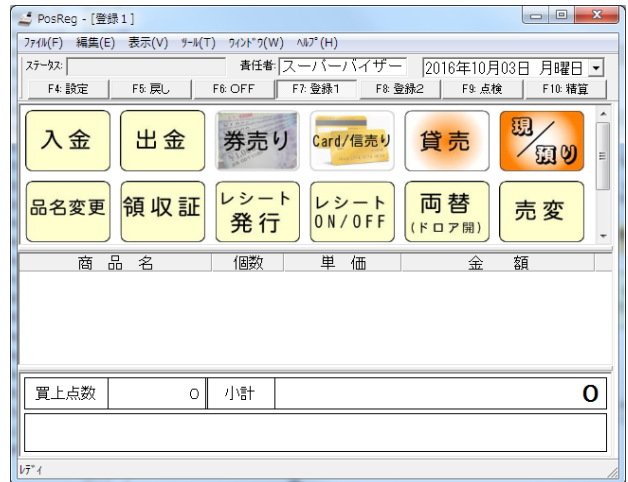 PosReg - [登録1]
ﾌｧｲﾙ(F) 編集(E) 表示(V) ﾂｰﾙ(T) ｳｨﾝﾄﾞｳ(W) ﾍﾙﾌﾟ(H)
ｽﾃｰﾀｽ: 責任者: スーパーバイザー 2016年10月03日 月曜日
F4: 設定 F5: 戻し F6: OFF F7: 登録1 F8: 登録2 F9: 点検 F10: 精算
入金 出金 券売り Card/信売り 貸売 現/預り
品名変更 領収証 レシート発行 レシートON/OFF 両替(ドロア開) 売変
商品名 個数 単価 金額
買上点数 0 小計 0
ﾚﾃﾞｨ